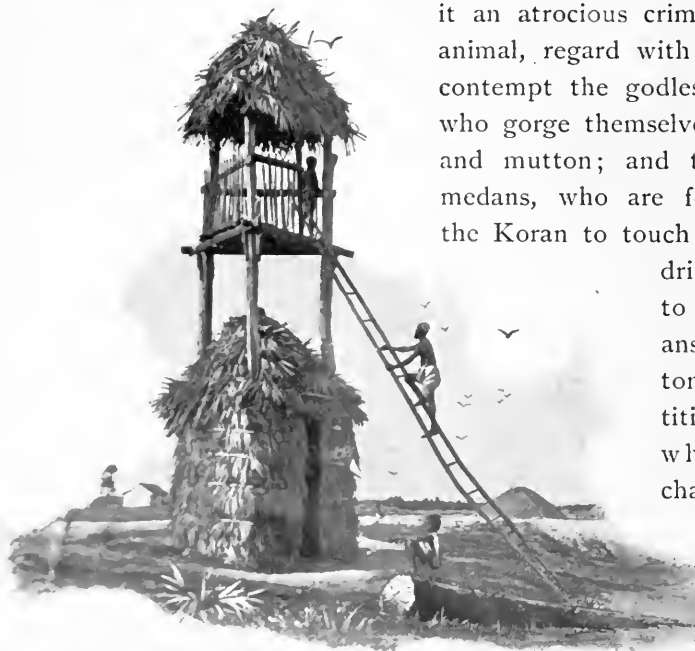 it an atrocious crim
animal, regard with
contempt the godles
who gorge themselve
and mutton; and t
medans, who are f
the Koran to touch
dri
to
ans
ton
titi
wh
cha